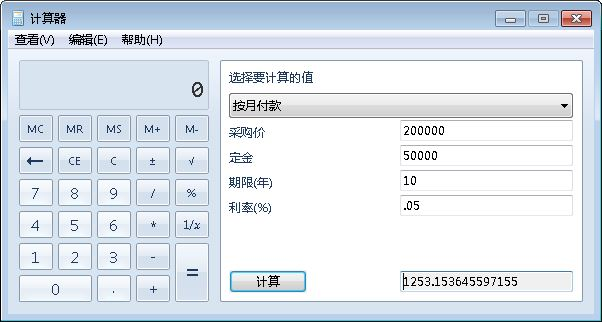 计算器
查看(V) 编辑(E) 帮助(H)
0
MC MR MS M+ M-
← CE C ± √
7 8 9 / %
4 5 6 * 1/x
1 2 3 - =
0 . +
选择要计算的值
按月付款
采购价 200000
定金 50000
期限(年) 10
利率(%) .05
计算 1253.153645597155